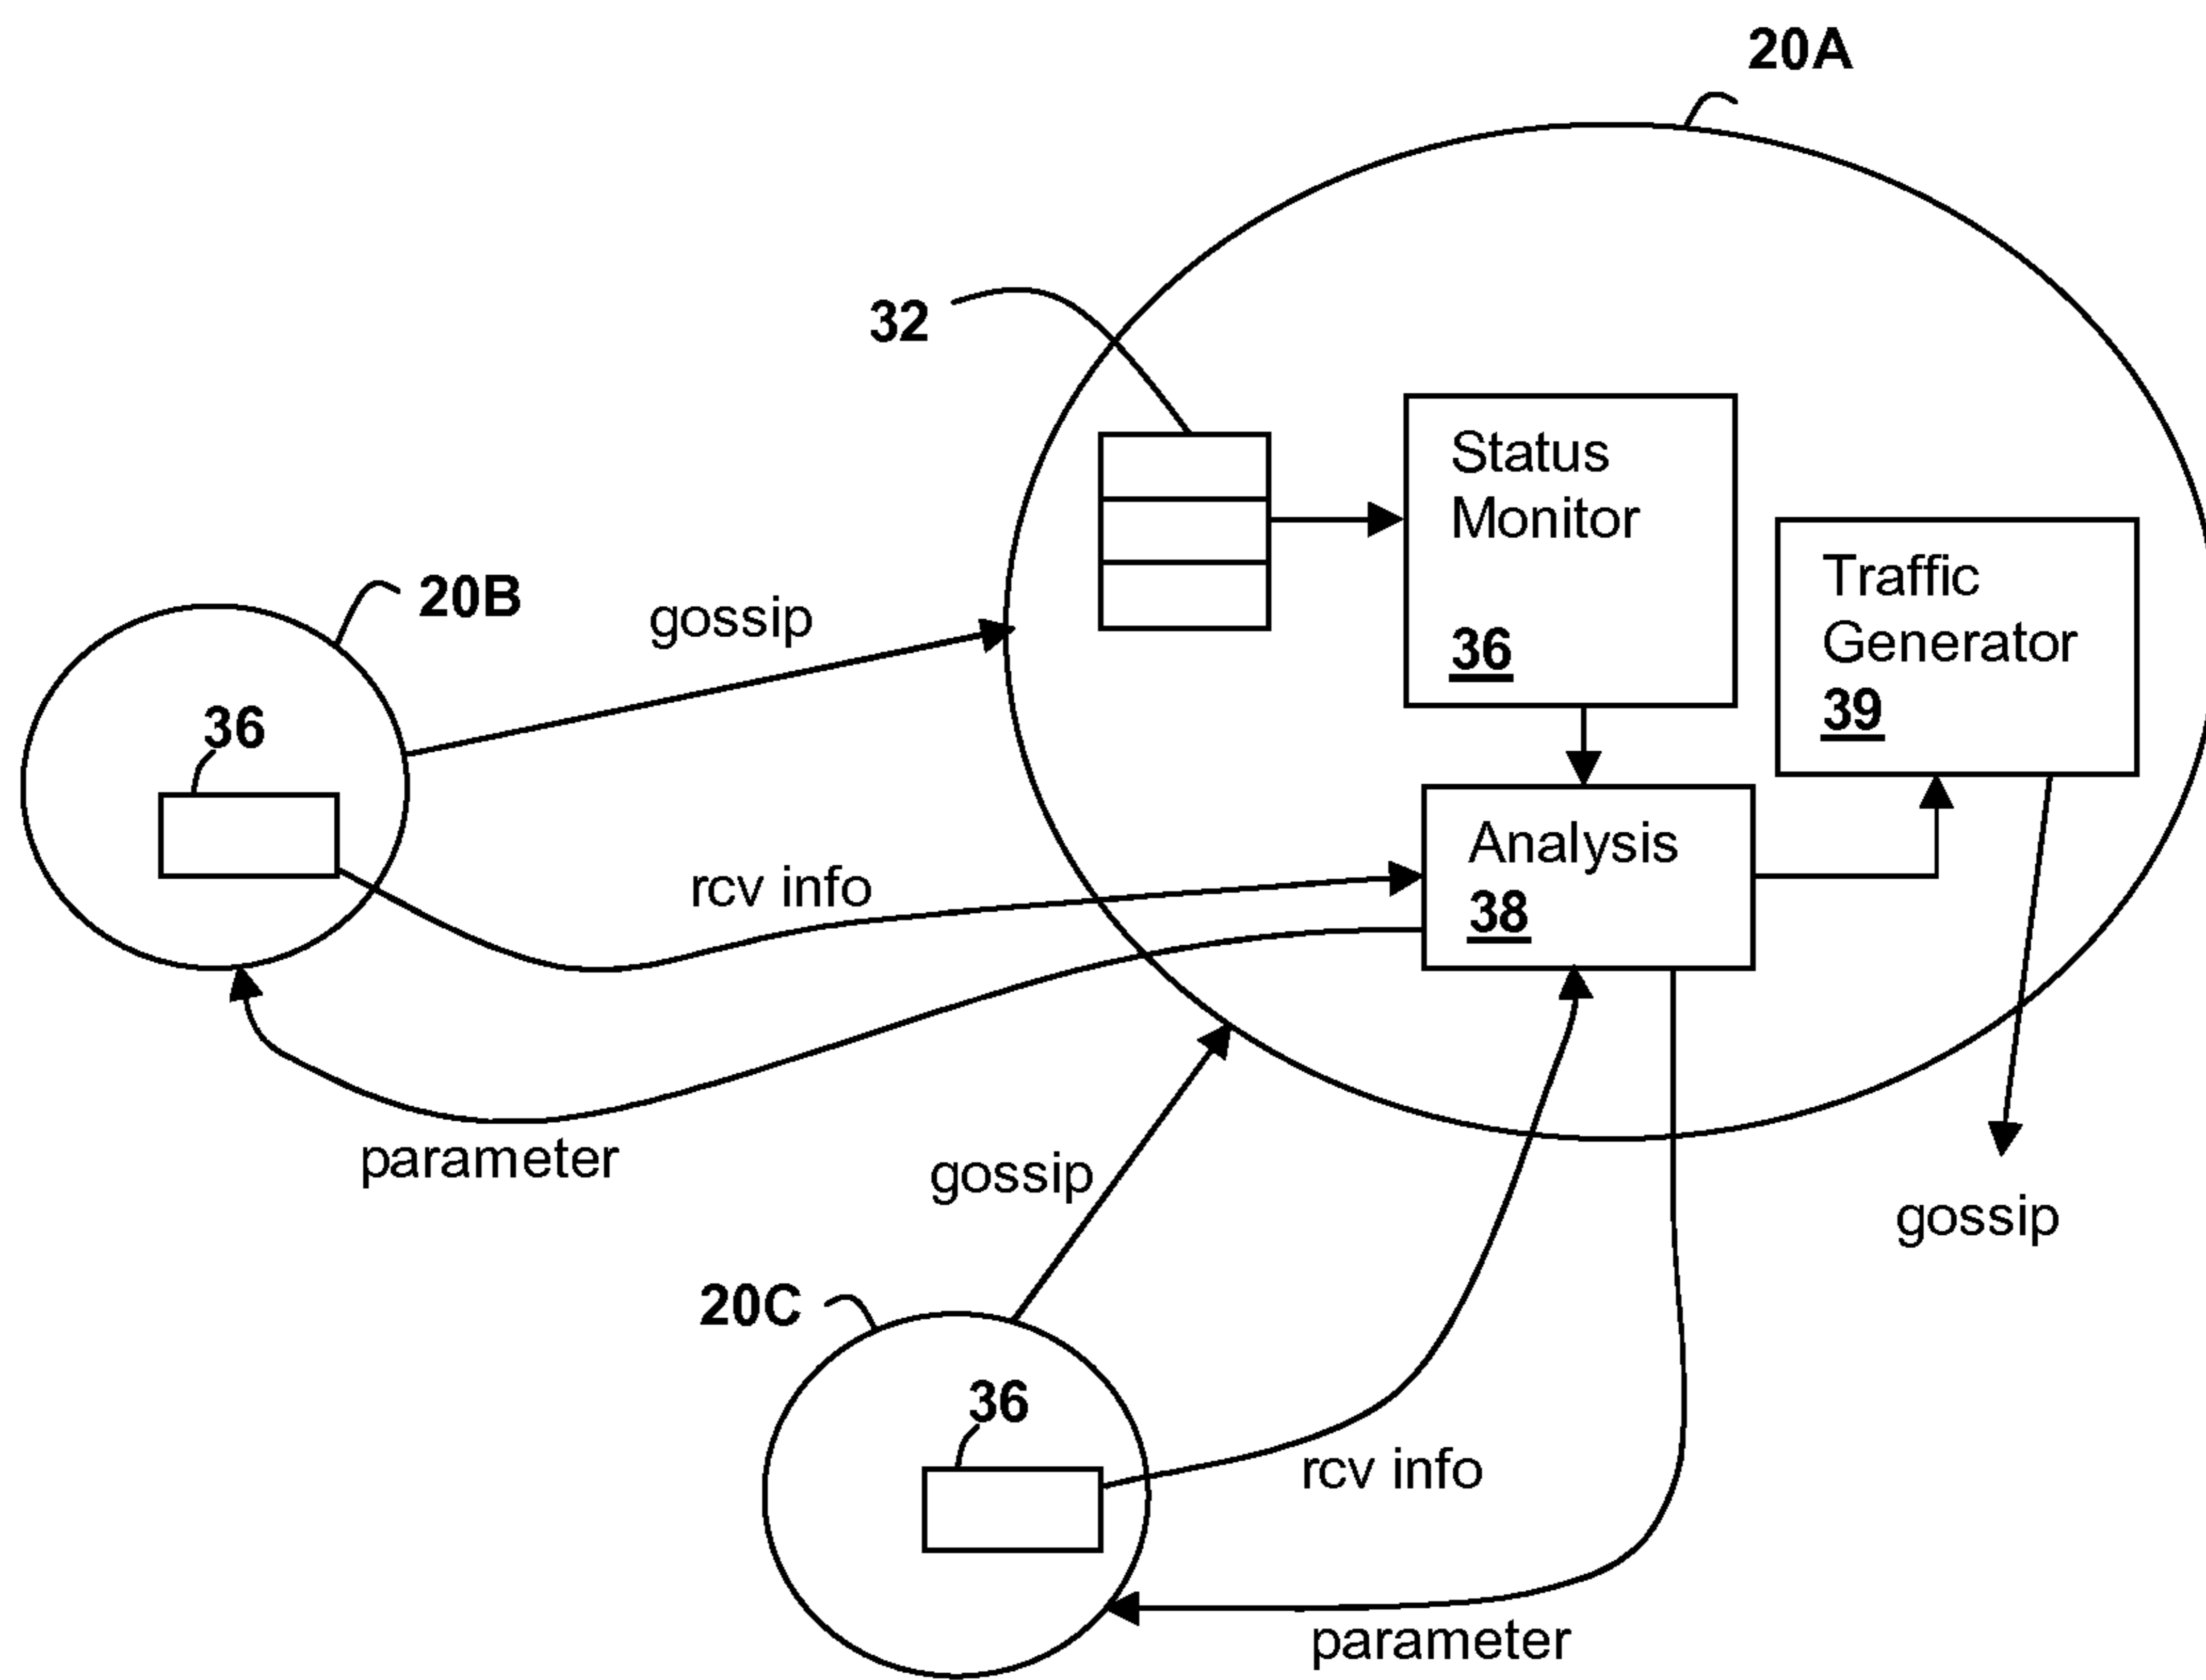 20A
32
Status
Monitor
36
Traffic
Generator
39
20B
gossip
36
Analysis
38
rcv info
parameter
gossip
gossip
20C
36
rcv info
parameter